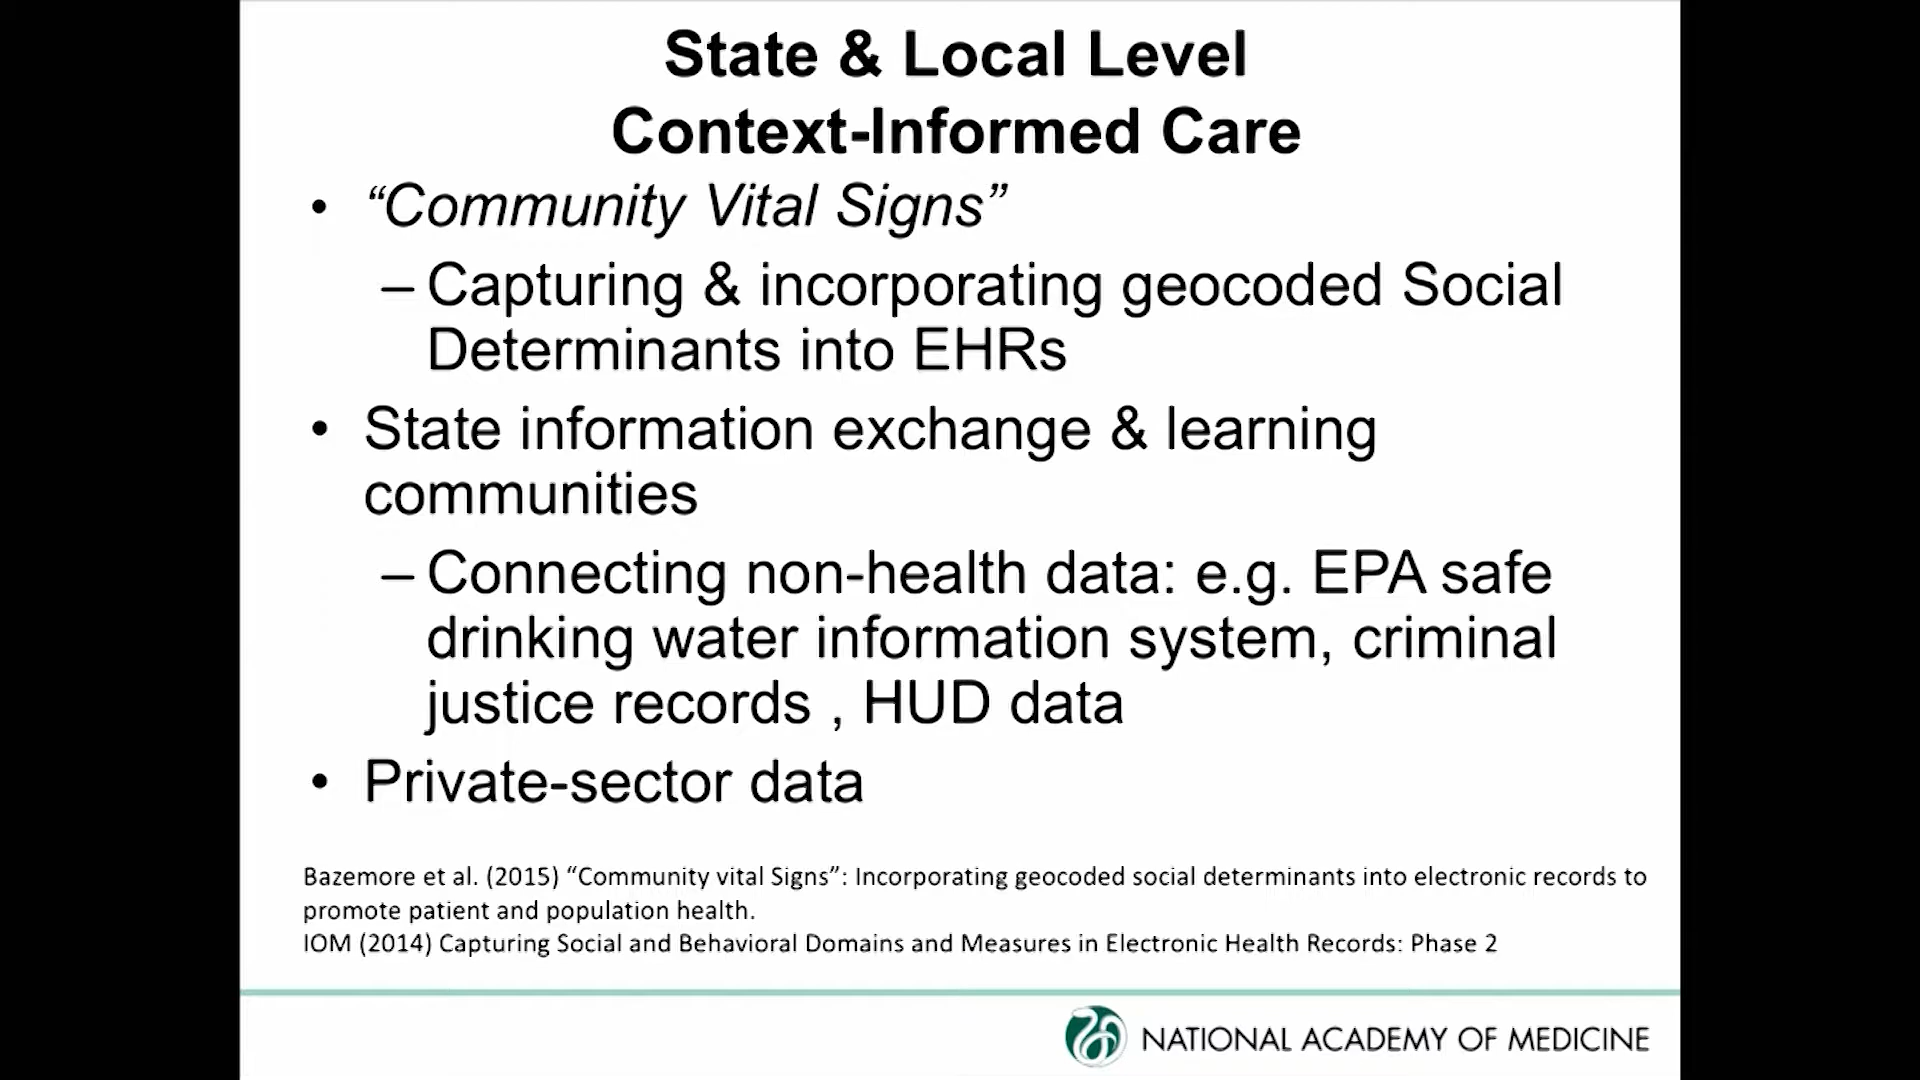 State & Local Level
Context-Informed Care
• “Community Vital Signs”
– Capturing & incorporating geocoded Social
Determinants into EHRs
• State information exchange & learning
communities
– Connecting non-health data: e.g. EPA safe
drinking water information system, criminal
justice records , HUD data
• Private-sector data
Bazemore et al. (2015) “Community vital Signs”: Incorporating geocoded social determinants into electronic records to
promote patient and population health.
IOM (2014) Capturing Social and Behavioral Domains and Measures in Electronic Health Records: Phase 2
NATIONAL ACADEMY OF MEDICINE